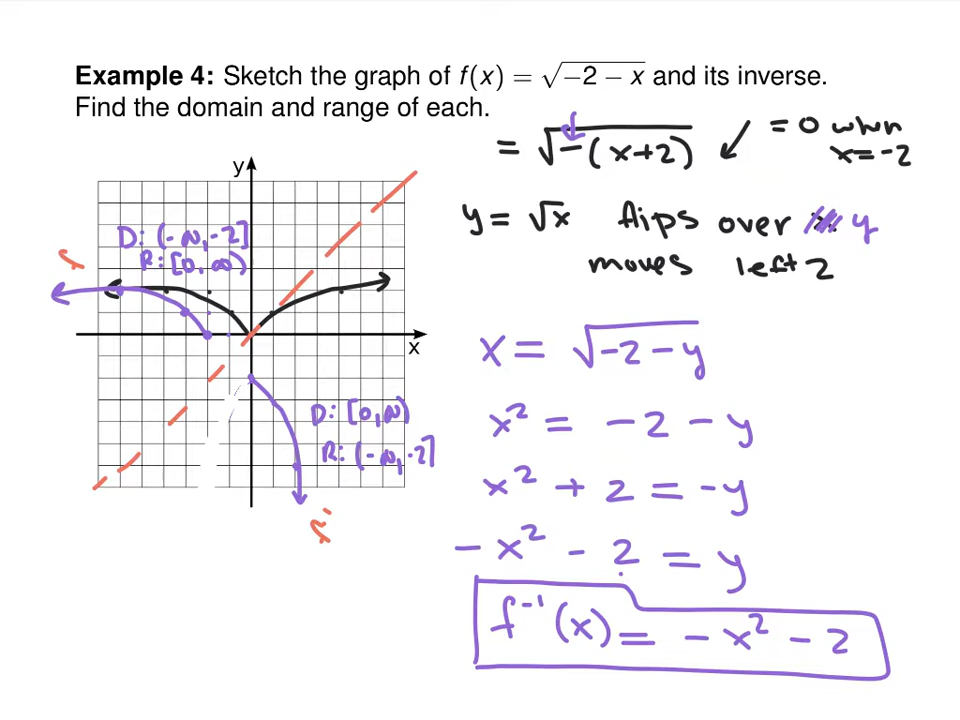 Example 4: Sketch the graph of f(x) = √(-2 - x) and its inverse.
Find the domain and range of each.
= √(-(x+2)) ↙ = 0 when
x = -2
y = √x flips over y
moves left 2
y
x
D: (-∞, -2]
R: [0, ∞)
f
D: [0, ∞)
R: (-∞, -2]
f⁻¹
x = √(-2 - y)
x² = -2 - y
x² + 2 = -y
-x² - 2 = y
f⁻¹(x) = -x² - 2